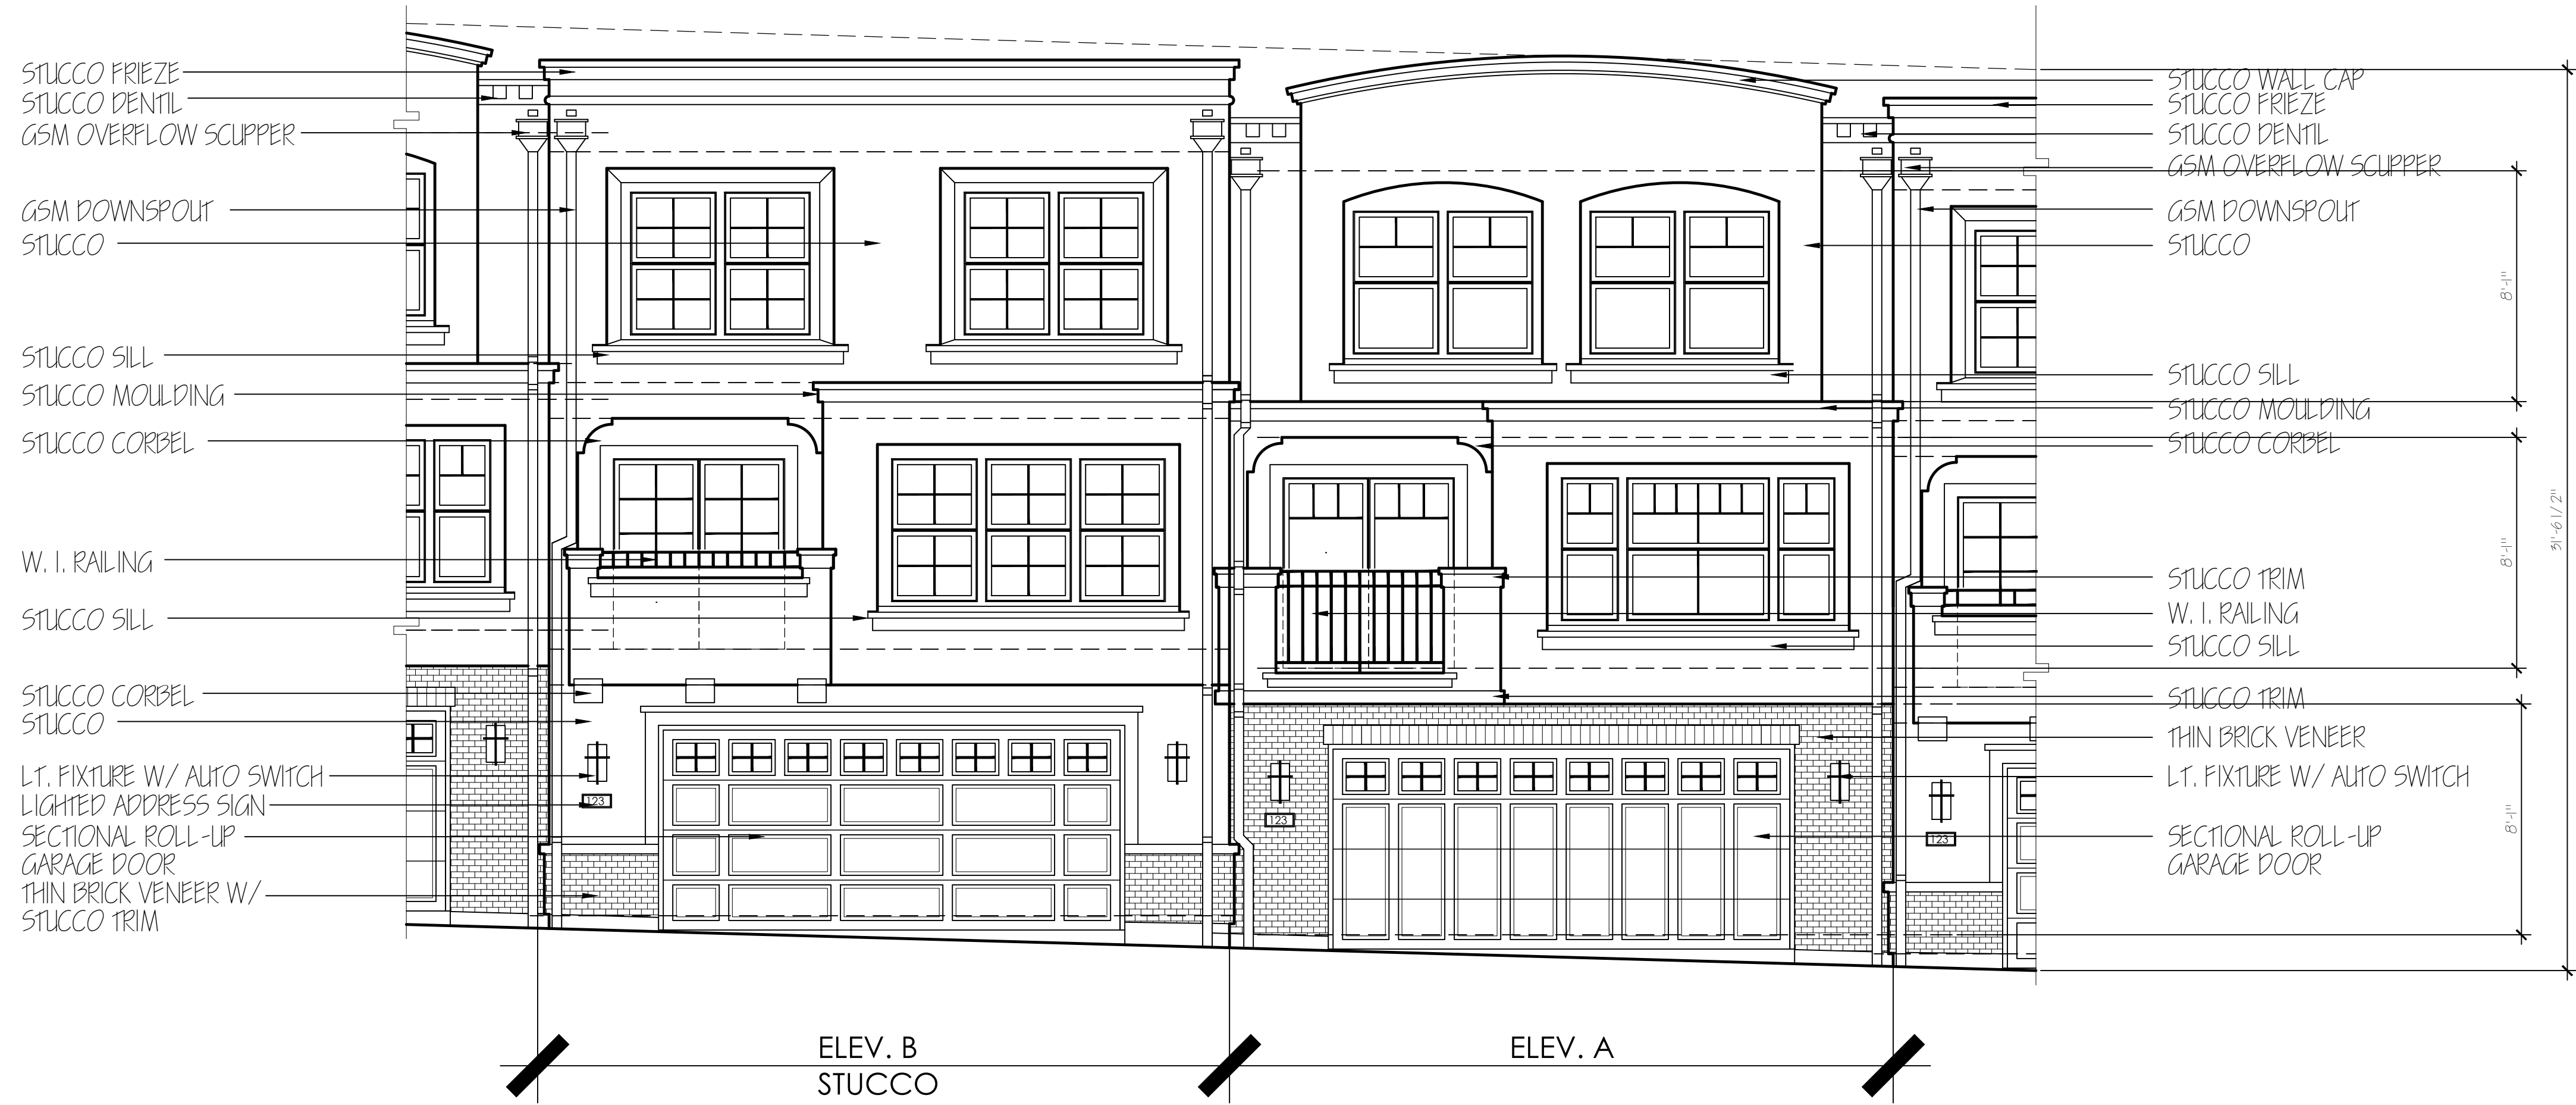 STUCCO FRIEZE
STUCCO DENTIL
GSM OVERFLOW SCUPPER
GSM DOWNSPOUT
STUCCO
STUCCO SILL
STUCCO MOULDING
STUCCO CORBEL
W. I. RAILING
STUCCO SILL
STUCCO CORBEL
STUCCO
LT. FIXTURE W/ AUTO SWITCH
LIGHTED ADDRESS SIGN
SECTIONAL ROLL-UP
GARAGE DOOR
THIN BRICK VENEER W/
STUCCO TRIM
123
123
123
STUCCO WALL CAP
STUCCO FRIEZE
STUCCO DENTIL
GSM OVERFLOW SCUPPER
GSM DOWNSPOUT
STUCCO
STUCCO SILL
STUCCO MOULDING
STUCCO CORBEL
STUCCO TRIM
W. I. RAILING
STUCCO SILL
STUCCO TRIM
THIN BRICK VENEER
LT. FIXTURE W/ AUTO SWITCH
SECTIONAL ROLL-UP
GARAGE DOOR
8'-1"
8'-1"
8'-1"
31'-6 1/2"
ELEV. B
STUCCO
ELEV. A